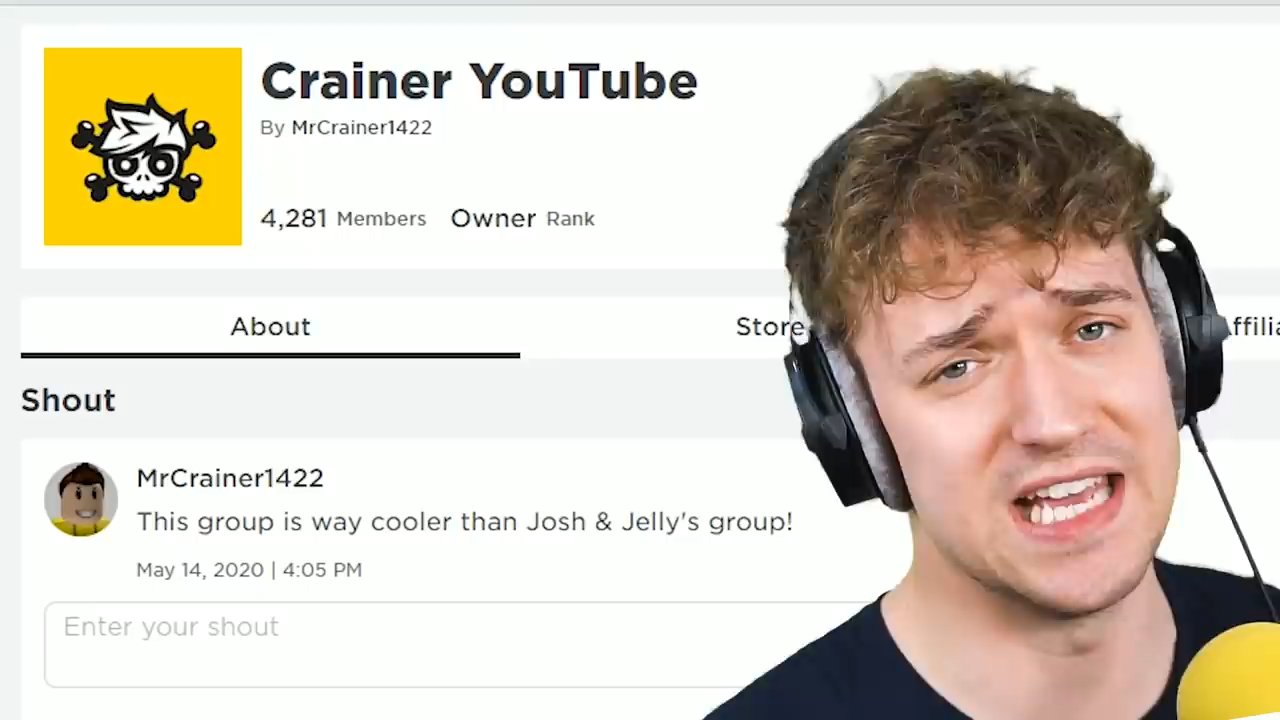 Crainer YouTube
By MrCrainer1422
4,281 Members Owner Rank
About Store
Shout
MrCrainer1422
This group is way cooler than Josh & Jelly's group!
May 14, 2020 | 4:05 PM
Enter your shout